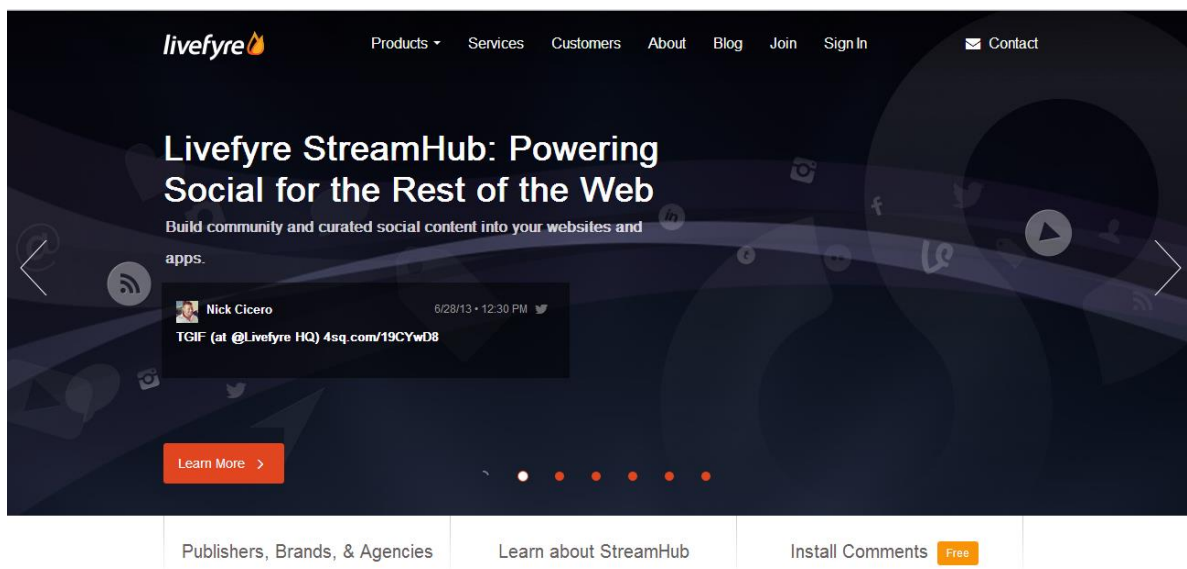 livefyre Products Services Customers About Blog Join Sign In Contact
Livefyre StreamHub: Powering
Social for the Rest of the Web
Build community and curated social content into your websites and
apps.
Nick Cicero 6/28/13 • 12:30 PM
TGIF (at @Livefyre HQ) 4sq.com/19CYwD8
Learn More
Publishers, Brands, & Agencies Learn about StreamHub Install Comments Free